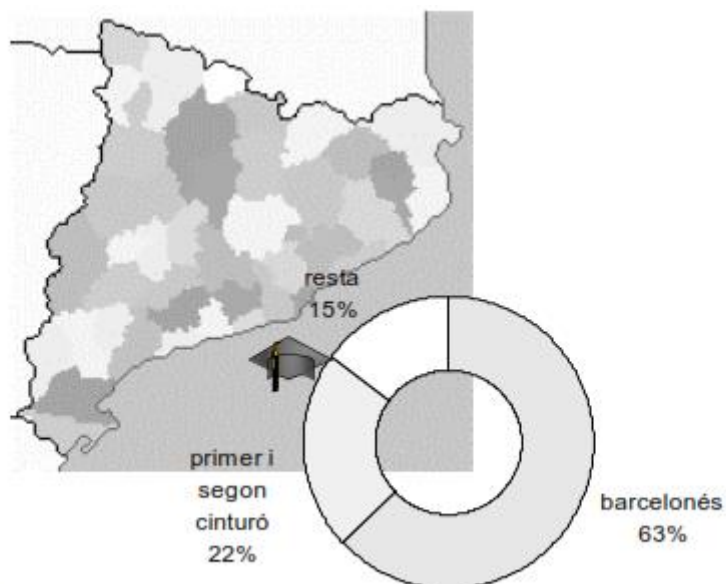 resta
15%
primer i
segon
cinturó
22%
barcelonés
63%